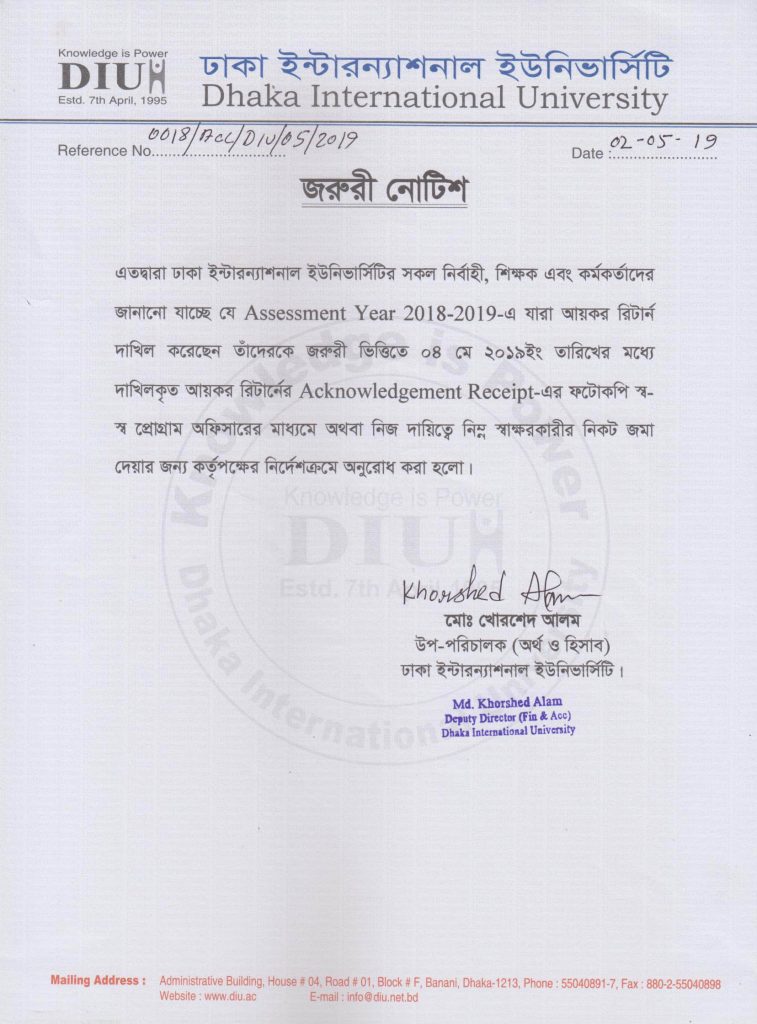 Knowledge is Power
DIU
Estd. 7th April, 1995
ঢাকা ইন্টারন্যাশনাল ইউনিভার্সিটি
Dhaka International University
Reference No. 0018/Acc/DIU/05/2019
Date : 02-05-19
জরুরী নোটিশ
এতদ্বারা ঢাকা ইন্টারন্যাশনাল ইউনিভার্সিটির সকল নির্বাহী, শিক্ষক এবং কর্মকর্তাদের
জানানো যাচ্ছে যে Assessment Year 2018-2019-এ যারা আয়কর রিটার্ন
দাখিল করেছেন তাঁদেরকে জরুরী ভিত্তিতে ০৪ মে ২০১৯ইং তারিখের মধ্যে
দাখিলকৃত আয়কর রিটার্নের Acknowledgement Receipt-এর ফটোকপি স্ব-
স্ব প্রোগ্রাম অফিসারের মাধ্যমে অথবা নিজ দায়িত্বে নিম্ন স্বাক্ষরকারীর নিকট জমা
দেয়ার জন্য কর্তৃপক্ষের নির্দেশক্রমে অনুরোধ করা হলো।
Knowledge is Power
Knowledge is Power
DIU
Estd. 7th April, 1995
Dhaka International University
Khorshed Alam
মোঃ খোরশেদ আলম
উপ-পরিচালক (অর্থ ও হিসাব)
ঢাকা ইন্টারন্যাশনাল ইউনিভার্সিটি।
Md. Khorshed Alam
Deputy Director (Fin & Acc)
Dhaka International University
Mailing Address : Administrative Building, House # 04, Road # 01, Block # F, Banani, Dhaka-1213, Phone : 55040891-7, Fax : 880-2-55040898
Website : www.diu.ac E-mail : info@diu.net.bd